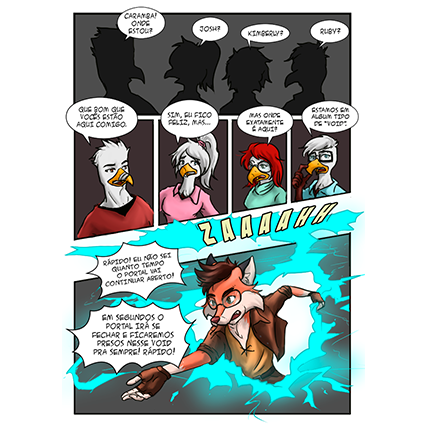 CARAMBA!
ONDE
ESTOU?
JOSH?
KIMBERLY?
RUBY?
QUE BOM QUE
VOCÊS ESTÃO
AQUI COMIGO.
SIM, EU FICO
FELIZ, MAS...
MAS ONDE
EXATAMENTE
É AQUI?
ESTAMOS EM
ALGUM TIPO
DE "VOID".
ZAAAAHH
RÁPIDO! EU NÃO SEI
QUANTO TEMPO
O PORTAL VAI
CONTINUAR ABERTO!
EM SEGUNDOS O
PORTAL IRÁ SE
FECHAR E FICAREMOS
PRESOS NESSE VOID
PRA SEMPRE! RÁPIDO!